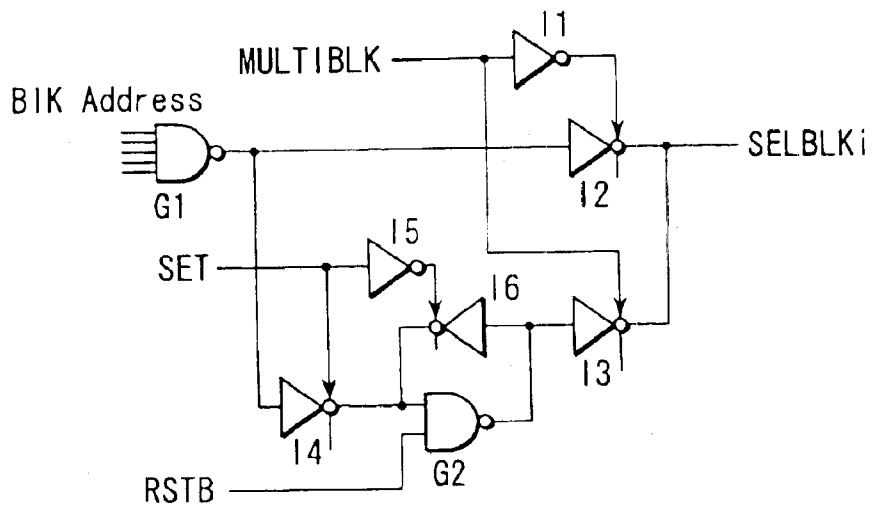 I1
MULTIBLK
BIK Address
SELBLKi
G1
I2
I5
SET
I6
I3
I4
G2
RSTB